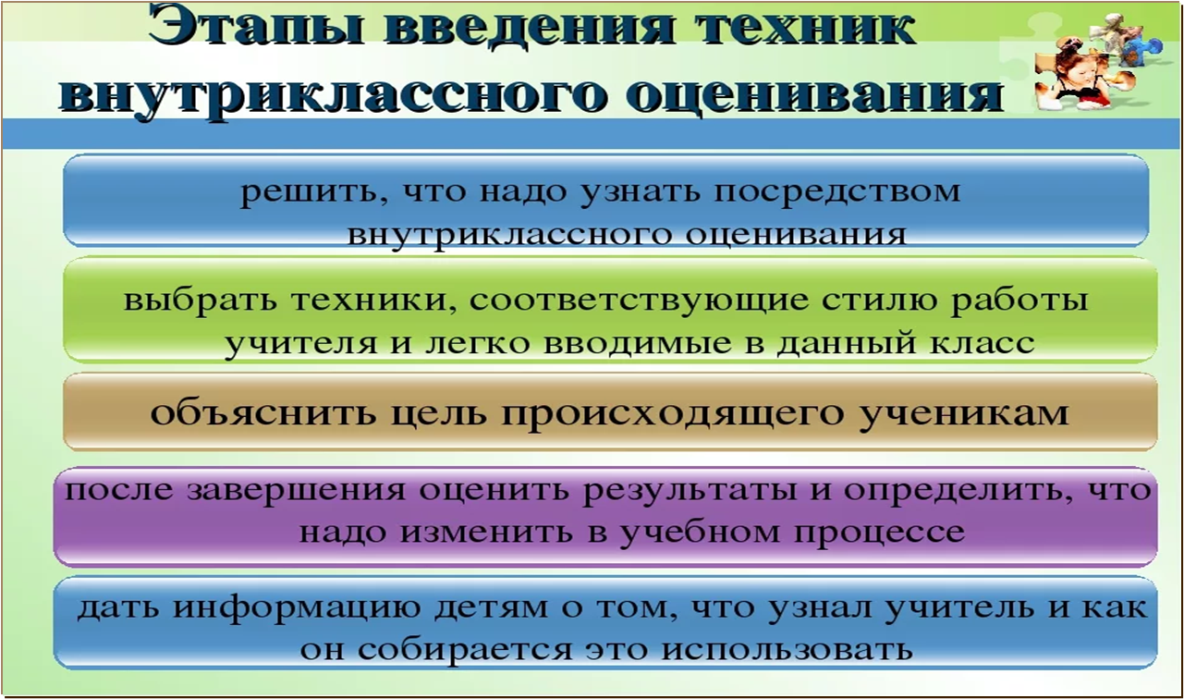 Этапы введения техник
внутриклассного оценивания
решить, что надо узнать посредством
внутриклассного оценивания
выбрать техники, соответствующие стилю работы
учителя и легко вводимые в данный класс
объяснить цель происходящего ученикам
после завершения оценить результаты и определить, что
надо изменить в учебном процессе
дать информацию детям о том, что узнал учитель и как
он собирается это использовать